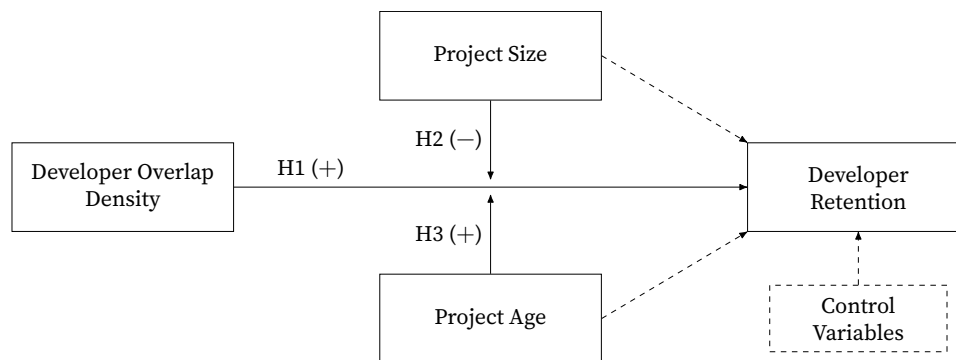 Project Size
H2 (−)
H1 (+)
Developer Overlap
Density
Developer
Retention
H3 (+)
Project Age
Control
Variables